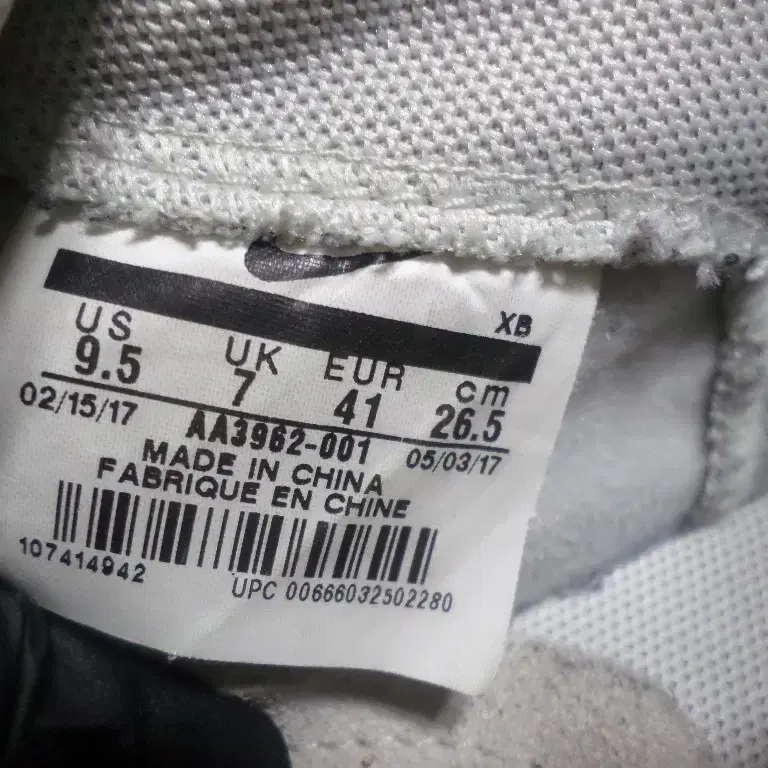 XB
US UK EUR cm
9.5 7 41 26.5
02/15/17 AA3962-001 05/03/17
MADE IN CHINA
FABRIQUE EN CHINE
107414942
UPC 00666032502280